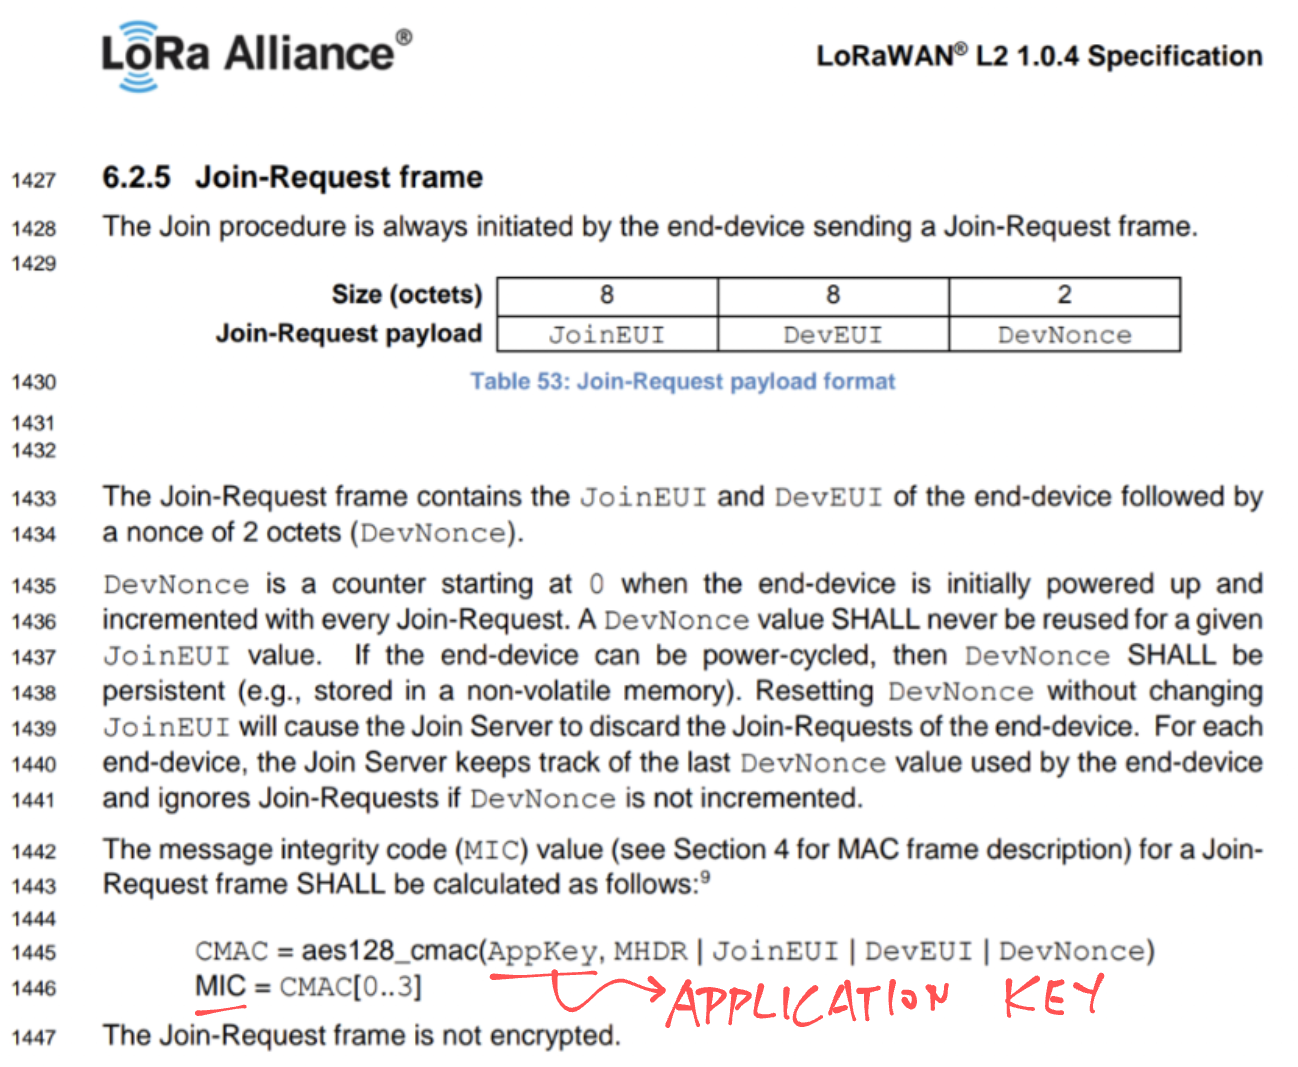 LoRa Alliance®
LoRaWAN® L2 1.0.4 Specification
1427 6.2.5 Join-Request frame
1428 The Join procedure is always initiated by the end-device sending a Join-Request frame.
1429
Size (octets) 8 8 2
Join-Request payload JoinEUI DevEUI DevNonce
1430 Table 53: Join-Request payload format
1431
1432
1433 The Join-Request frame contains the JoinEUI and DevEUI of the end-device followed by
1434 a nonce of 2 octets (DevNonce).
1435 DevNonce is a counter starting at 0 when the end-device is initially powered up and
1436 incremented with every Join-Request. A DevNonce value SHALL never be reused for a given
1437 JoinEUI value. If the end-device can be power-cycled, then DevNonce SHALL be
1438 persistent (e.g., stored in a non-volatile memory). Resetting DevNonce without changing
1439 JoinEUI will cause the Join Server to discard the Join-Requests of the end-device. For each
1440 end-device, the Join Server keeps track of the last DevNonce value used by the end-device
1441 and ignores Join-Requests if DevNonce is not incremented.
1442 The message integrity code (MIC) value (see Section 4 for MAC frame description) for a Join-
1443 Request frame SHALL be calculated as follows:⁹
1444
1445 CMAC = aes128_cmac(AppKey, MHDR | JoinEUI | DevEUI | DevNonce)
1446 MIC = CMAC[0..3]
APPLICATION KEY
1447 The Join-Request frame is not encrypted.